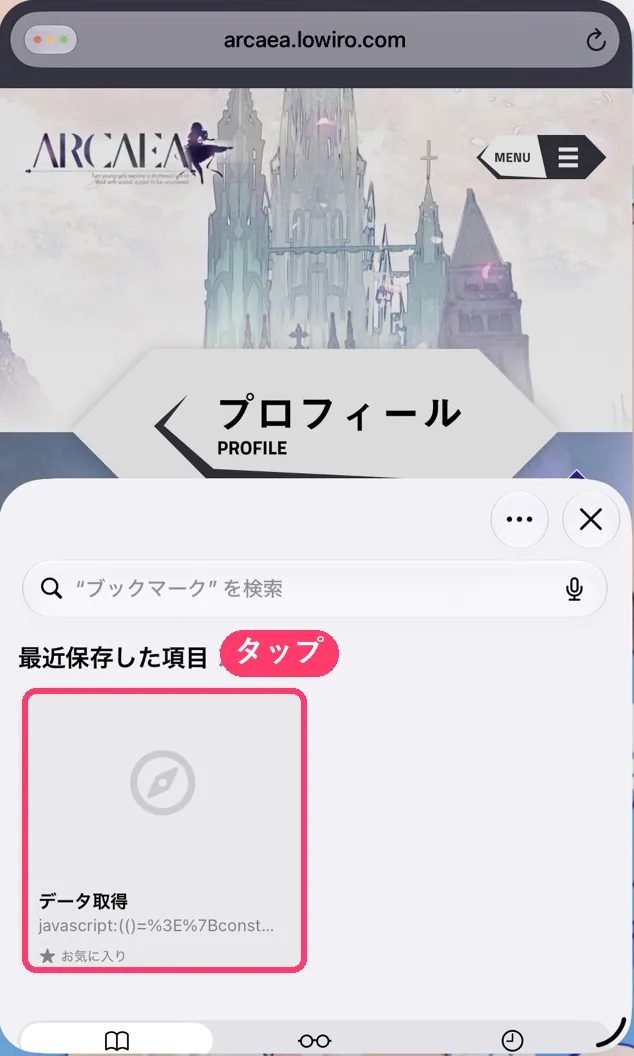 arcaea.lowiro.com
ARCAEA
MENU
プロフィール
PROFILE
“ブックマーク” を検索
最近保存した項目
タップ
データ取得
javascript:(()=%3E%7Bconst...
お気に入り